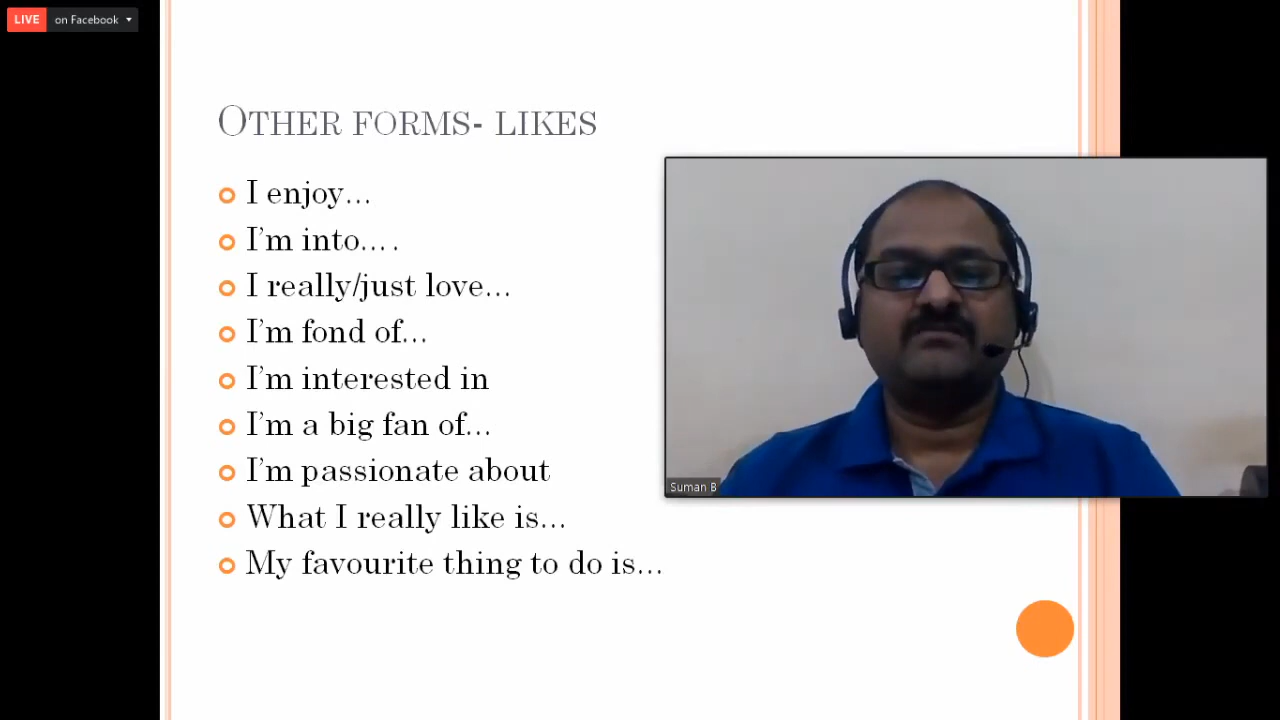 LIVE on Facebook
OTHER FORMS- LIKES
I enjoy...
I'm into....
I really/just love...
I'm fond of...
I'm interested in
I'm a big fan of...
I'm passionate about
What I really like is...
My favourite thing to do is...
Suman B